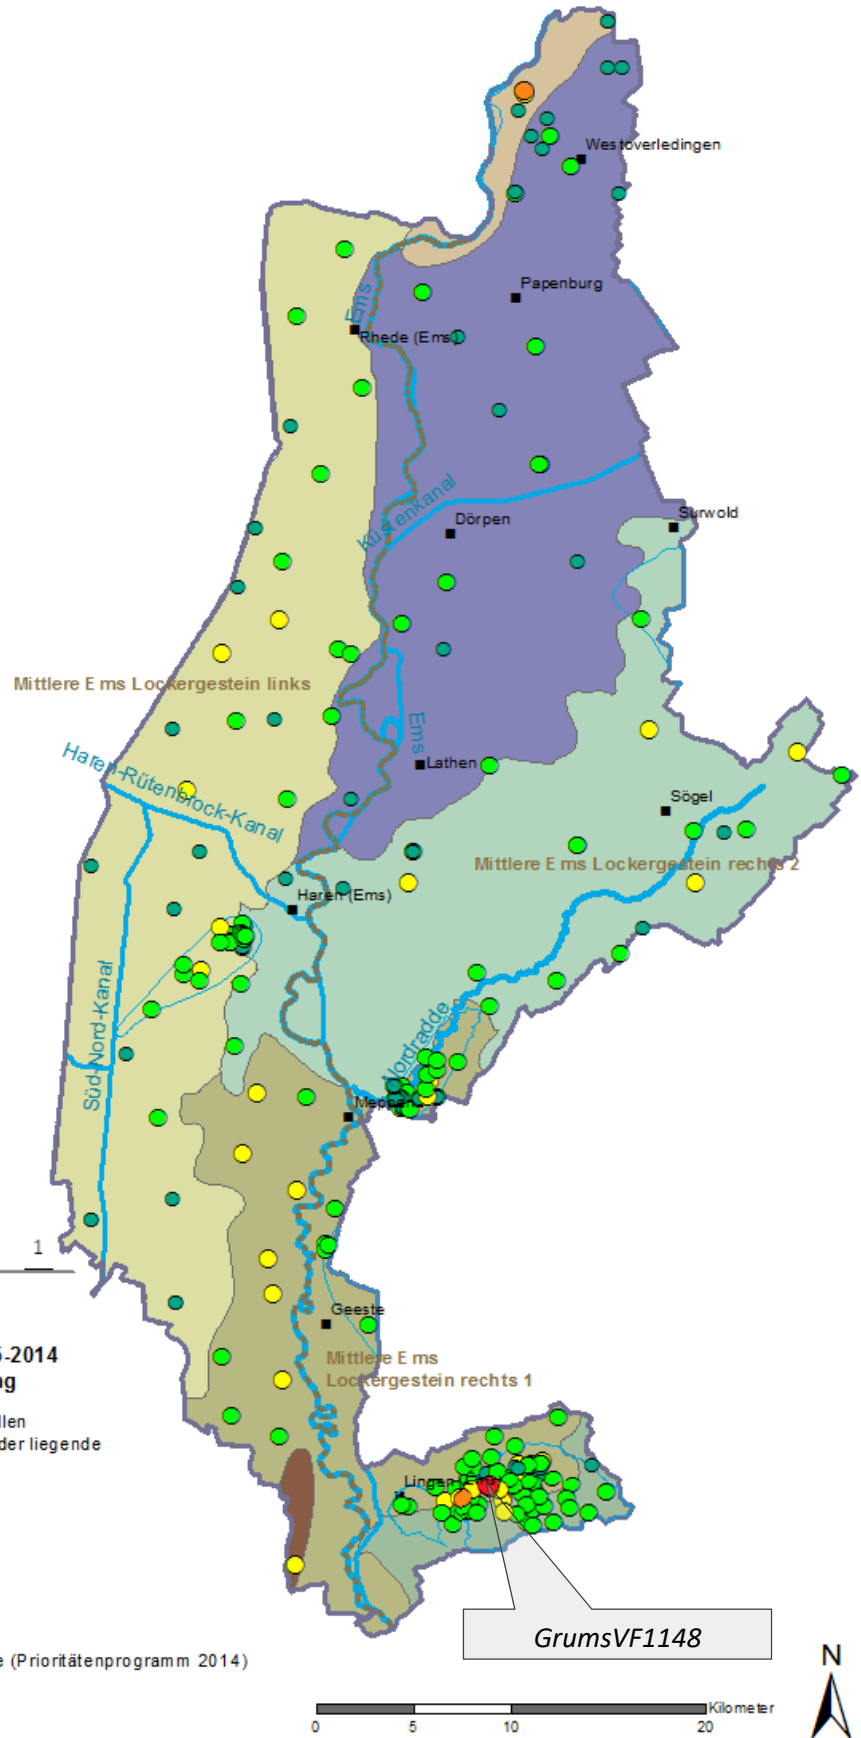 Westoverledingen
Papenburg
Ems
Rhede (Ems)
Küstenkanal
Dörpen
Surwold
Mittlere Ems Lockergestein links
Ems
Lathen
Haren-Rütenbrock-Kanal
Sögel
Mittlere Ems Lockergestein rechts 2
Haren (Ems)
Süd-Nord-Kanal
Nordradde
Meppen
1
Geeste
-2014
Mittlere Ems
Lockergestein rechts 1
g
llen
der liegende
Lingen (Ems)
GrumsVF1148
e (Prioritätenprogramm 2014)
N
Kilometer
0 5 10 20